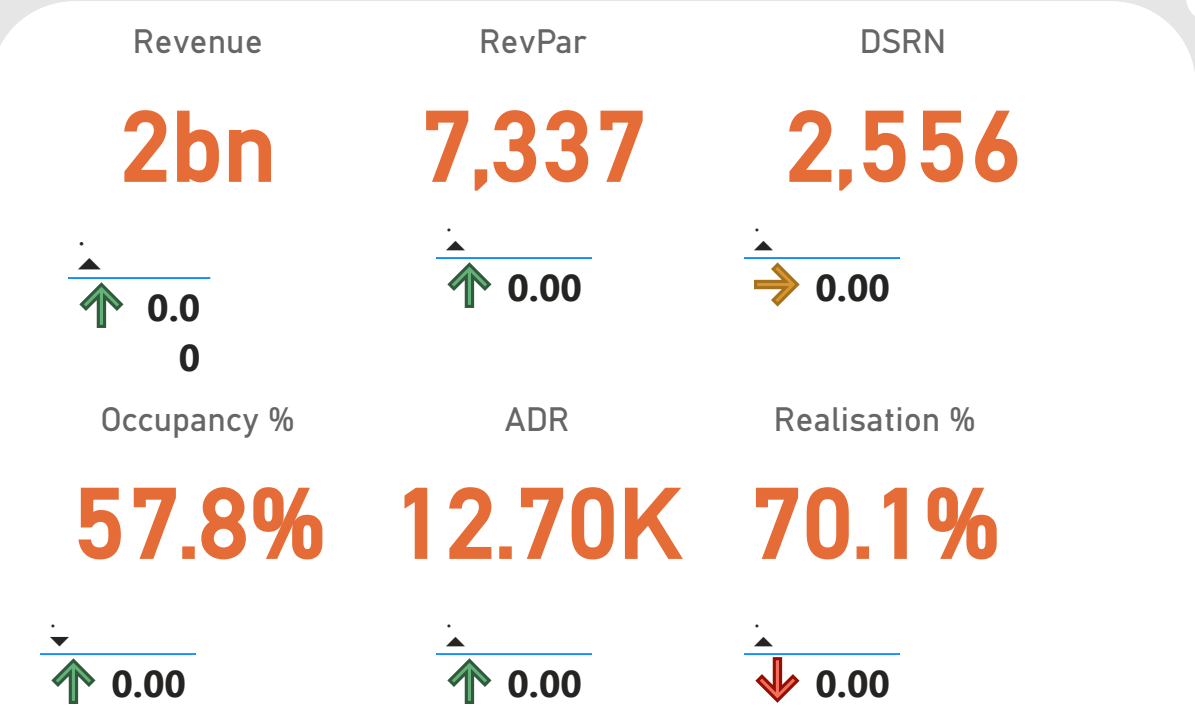 Revenue
RevPar
DSRN
2bn
7,337
2,556
.
.
.
0.0
0
0.00
0.00
Occupancy %
ADR
Realisation %
57.8%
12.70K
70.1%
.
.
.
0.00
0.00
0.00